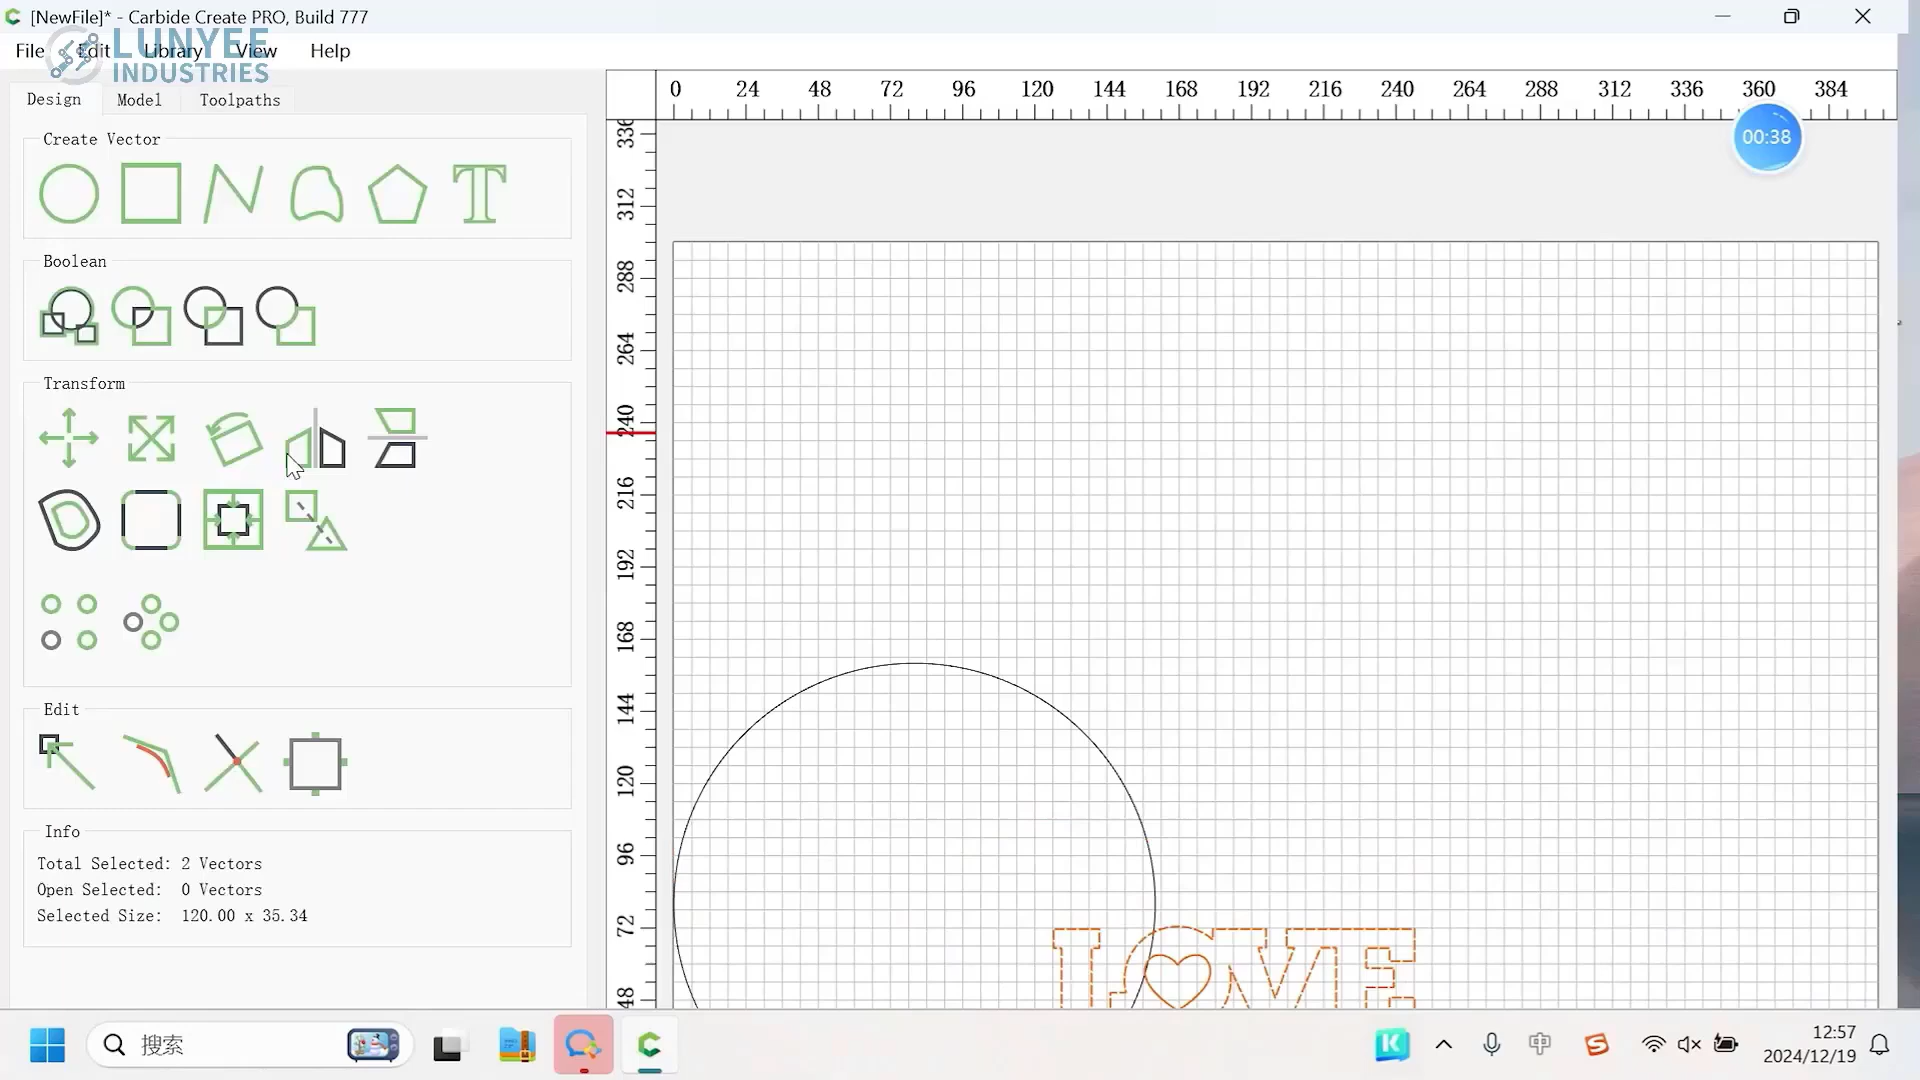 [NewFile]* - Carbide Create PRO, Build 777
File Edit Library View Help
LUNYEE
INDUSTRIES
Design Model Toolpaths
0 24 48 72 96 120 144 168 192 216 240 264 288 312 336 360 384
00:38
Create Vector
T
Boolean
Transform
Edit
Info
Total Selected: 2 Vectors
Open Selected: 0 Vectors
Selected Size: 120.00 x 35.34
336
312
288
264
240
216
192
168
144
120
96
72
48
LOVE
搜索
中
12:57
2024/12/19